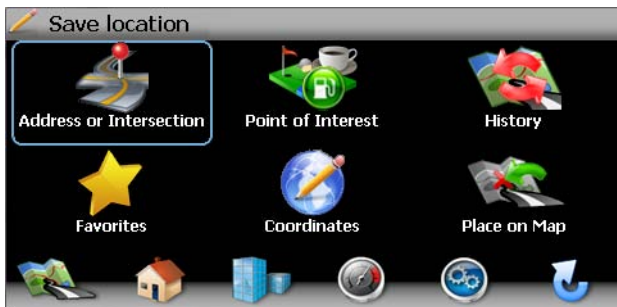 Save location
Address or Intersection
Point of Interest
History
Favorites
Coordinates
Place on Map